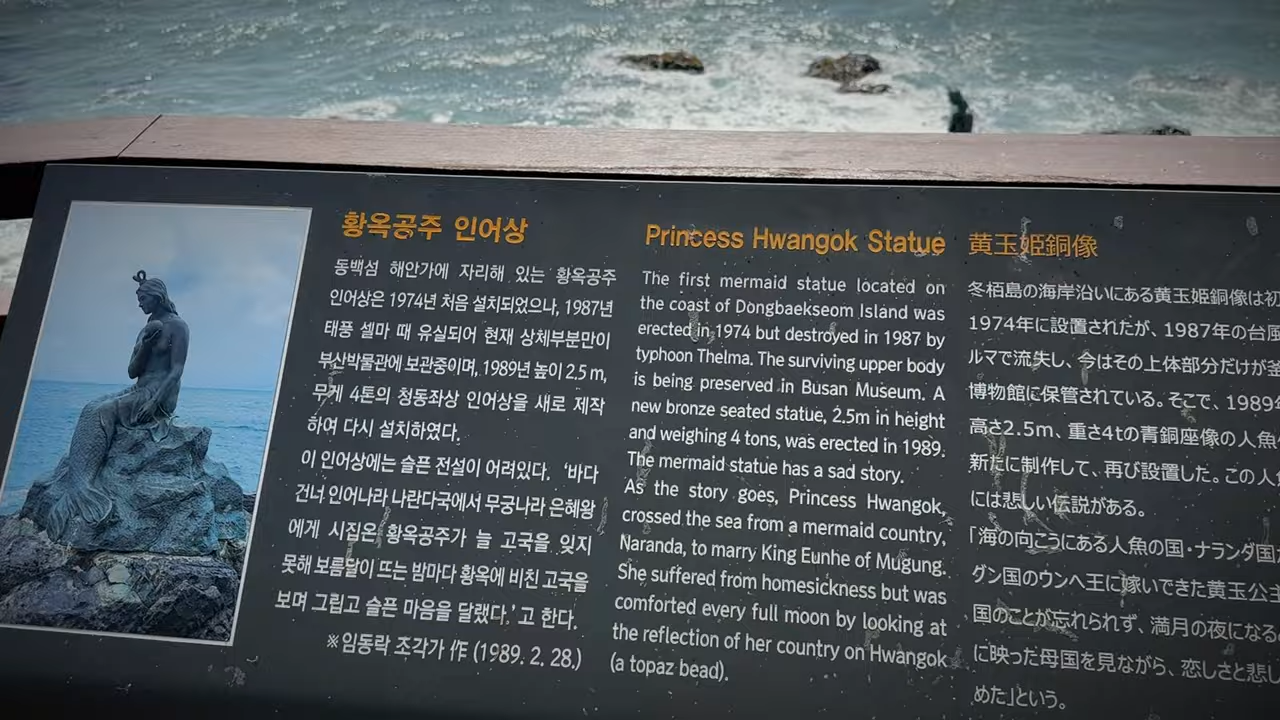 황옥공주 인어상
동백섬 해안가에 자리해 있는 황옥공주
인어상은 1974년 처음 설치되었으나, 1987년
태풍 셀마 때 유실되어 현재 상체부분만이
부산박물관에 보관중이며, 1989년 높이 2.5 m,
무게 4톤의 청동좌상 인어상을 새로 제작
하여 다시 설치하였다.
이 인어상에는 슬픈 전설이 어려있다. ‘바다
건너 인어나라 나란다국에서 무궁나라 은혜왕
에게 시집온 황옥공주가 늘 고국을 잊지
못해 보름달이 뜨는 밤마다 황옥에 비친 고국을
보며 그립고 슬픈 마음을 달랬다.’고 한다.
※임동락 조각가 作 (1989. 2. 28.)
Princess Hwangok Statue
The first mermaid statue located on
the coast of Dongbaekseom Island was
erected in 1974 but destroyed in 1987 by
typhoon Thelma. The surviving upper body
is being preserved in Busan Museum. A
new bronze seated statue, 2.5m in height
and weighing 4 tons, was erected in 1989.
The mermaid statue has a sad story.
As the story goes, Princess Hwangok,
crossed the sea from a mermaid country,
Naranda, to marry King Eunhe of Mugung.
She suffered from homesickness but was
comforted every full moon by looking at
the reflection of her country on Hwangok
(a topaz bead).
黄玉姫銅像
冬栢島の海岸沿いにある黄玉姫銅像は初
1974年に設置されたが、1987年の台風
ルマで流失し、今はその上体部分だけが釜
博物館に保管されている。そこで、1989年
高さ2.5m、重さ4tの青銅座像の人魚
新たに制作して、再び設置した。この人魚
には悲しい伝説がある。
「海の向こうにある人魚の国・ナランダ国
ダン国のウンヘ王に嫁いできた黄玉公主
国のことが忘れられず、満月の夜になる
に映った母国を見ながら、恋しさと悲し
めた」という。